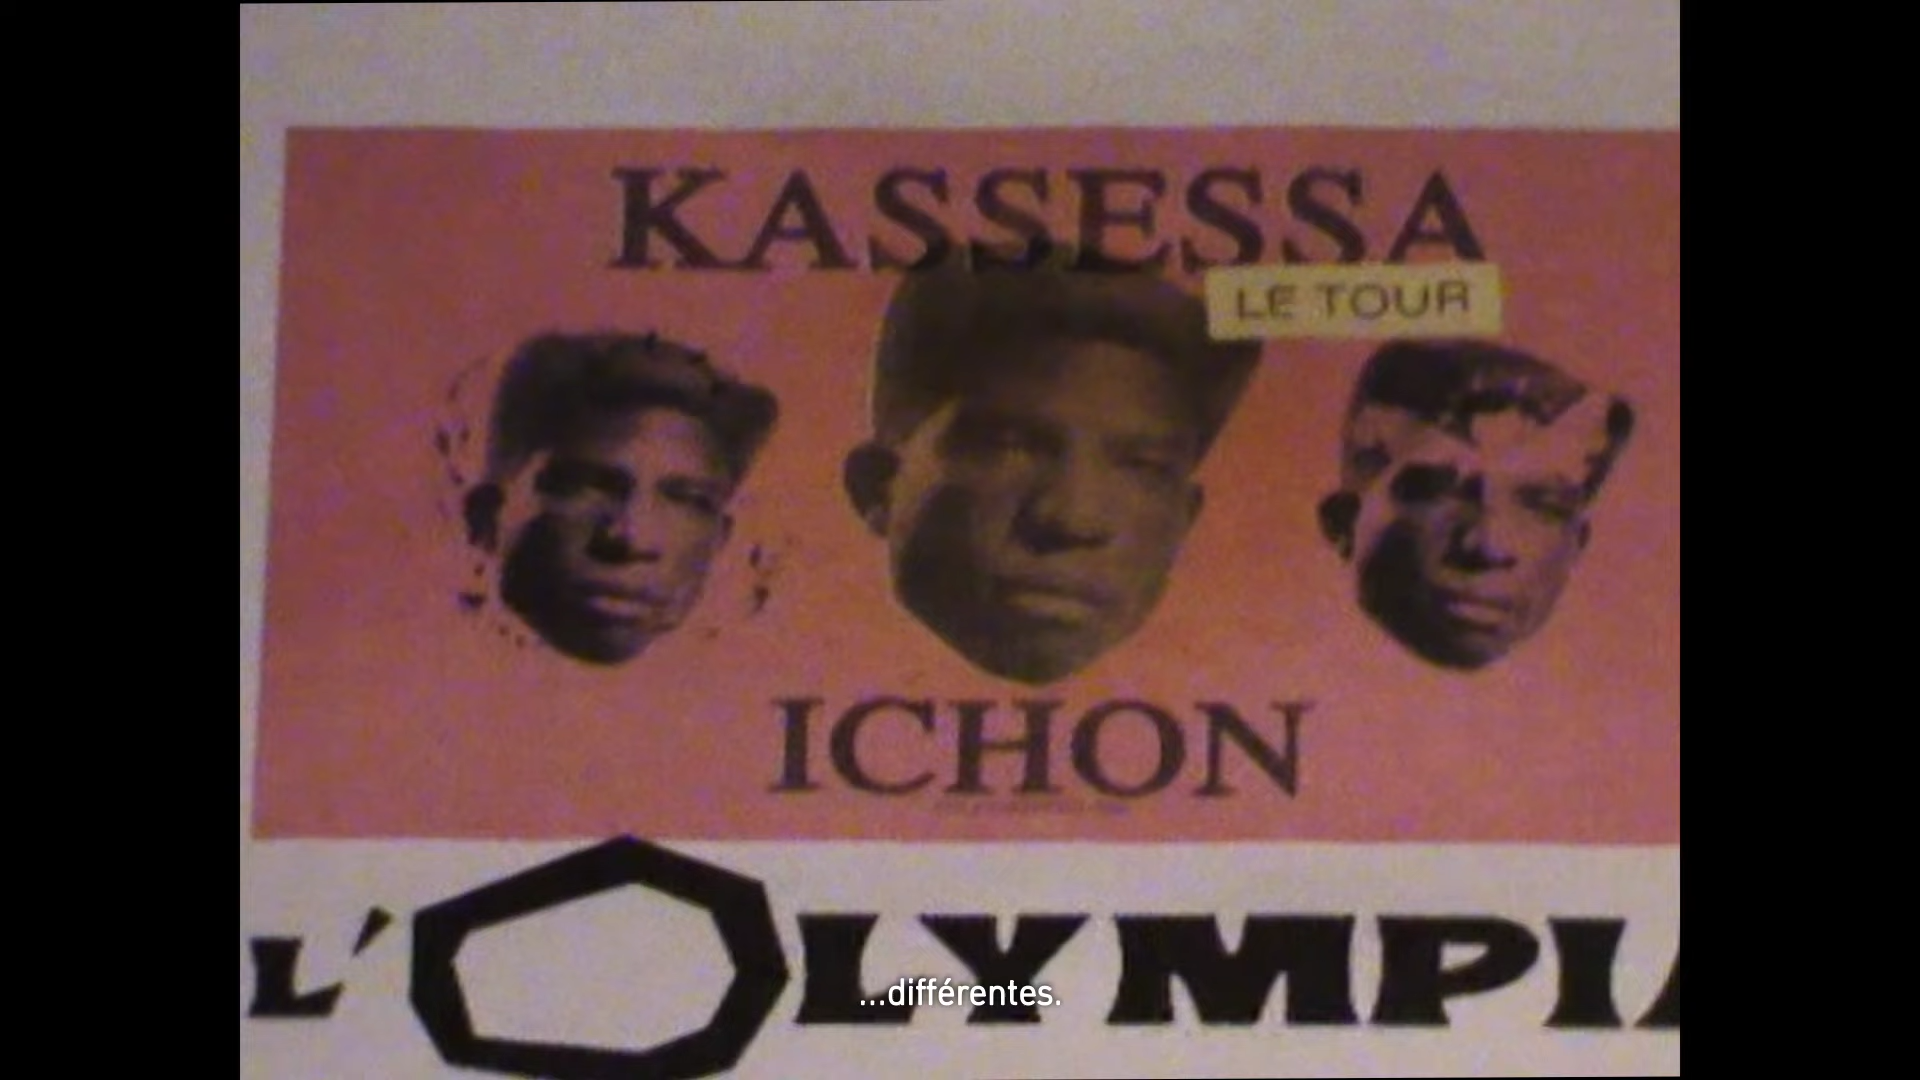 KASSESSA
LE TOUR
ICHON
L'OLYMPIA
...différentes.